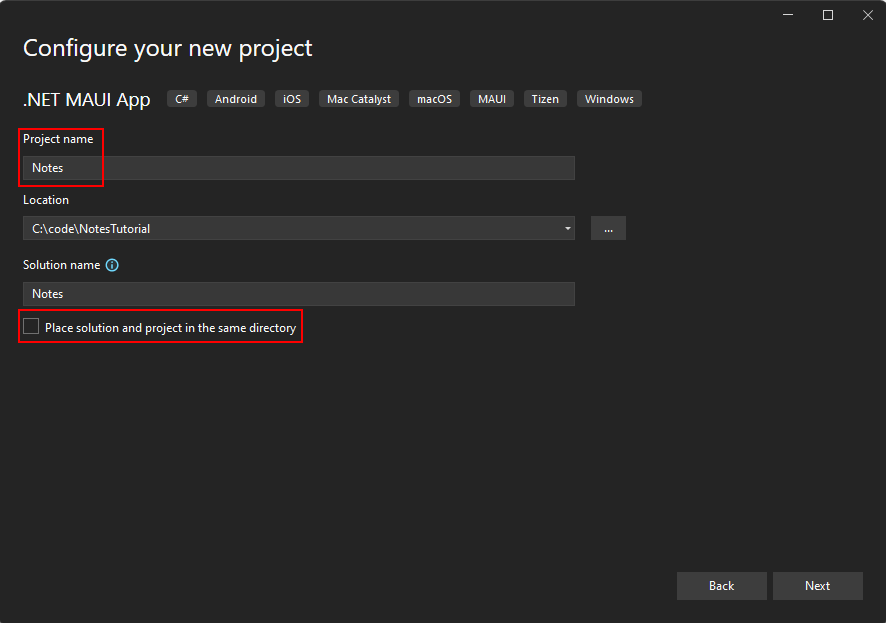 Configure your new project
.NET MAUI App C# Android iOS Mac Catalyst macOS MAUI Tizen Windows
Project name
Notes
Location
C:\code\NotesTutorial ...
Solution name
Notes
Place solution and project in the same directory
Back Next